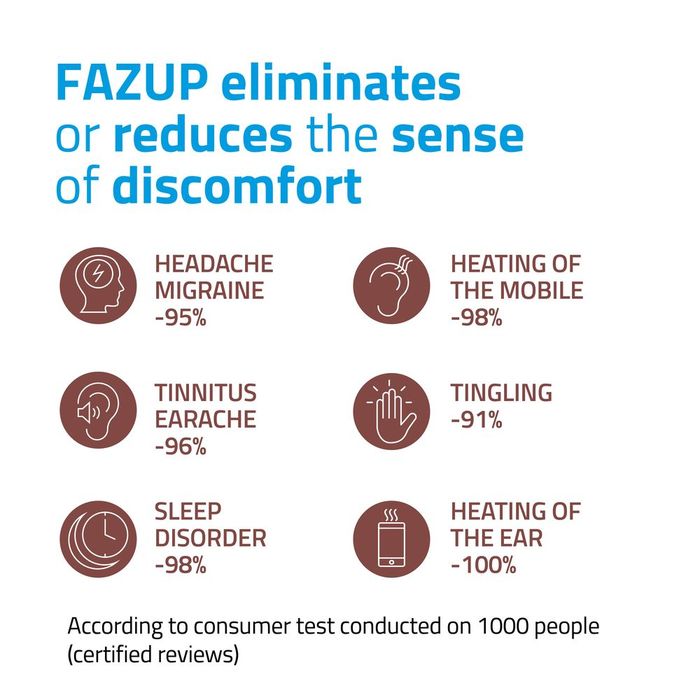 FAZUP eliminates
or reduces the sense
of discomfort
HEADACHE
MIGRAINE
-95%
HEATING OF
THE MOBILE
-98%
TINNITUS
EARACHE
-96%
TINGLING
-91%
SLEEP
DISORDER
-98%
HEATING OF
THE EAR
-100%
According to consumer test conducted on 1000 people
(certified reviews)